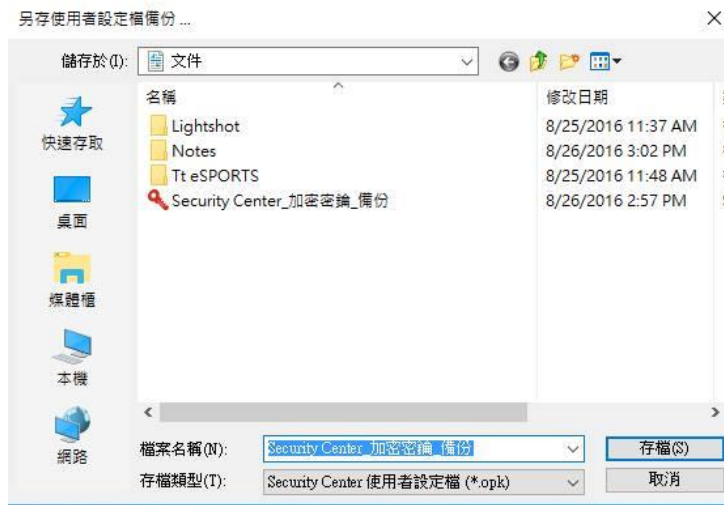 另存使用者設定檔備份 ...
儲存於(I):
文件
名稱
修改日期
Lightshot
8/25/2016 11:37 AM
Notes
8/26/2016 3:02 PM
Tt eSPORTS
8/25/2016 11:48 AM
Security Center_加密密鑰_備份
8/26/2016 2:57 PM
快速存取
桌面
媒體櫃
本機
網路
檔案名稱(N):
Security Center_加密密鑰_備份
存檔(S)
存檔類型(T):
Security Center 使用者設定檔 (*.opk)
取消